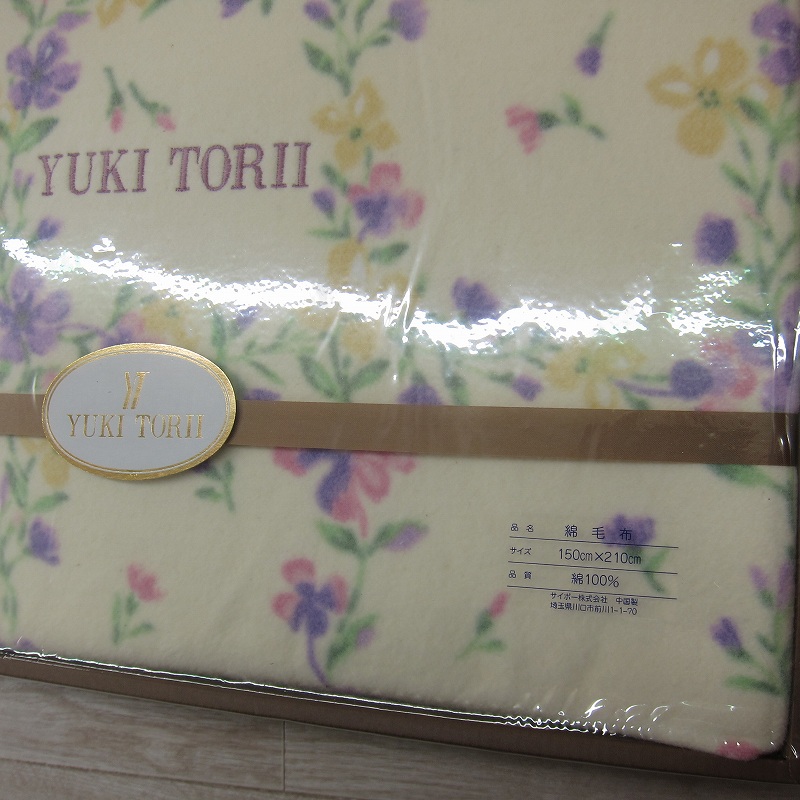 YUKI TORII
YT
YUKI TORII
品名 綿毛布
サイズ 150cm×210cm
品質 綿100%
サイボー株式会社 中国製
埼玉県川口市前川1-1-70